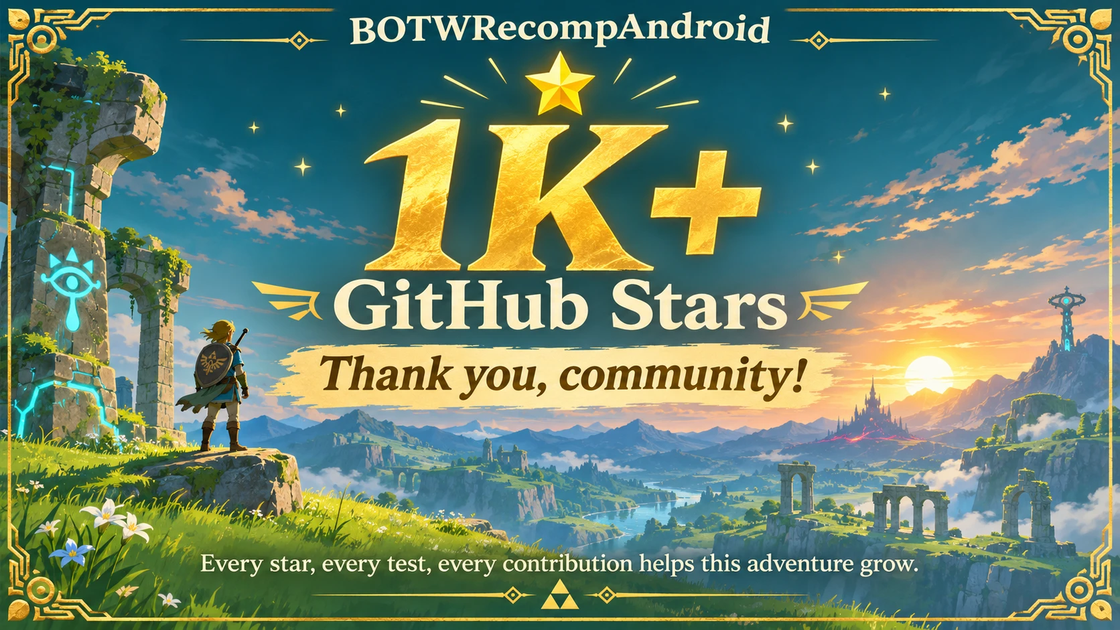 BOTWRecompAndroid
1K+
GitHub Stars
Thank you, community!
Every star, every test, every contribution helps this adventure grow.